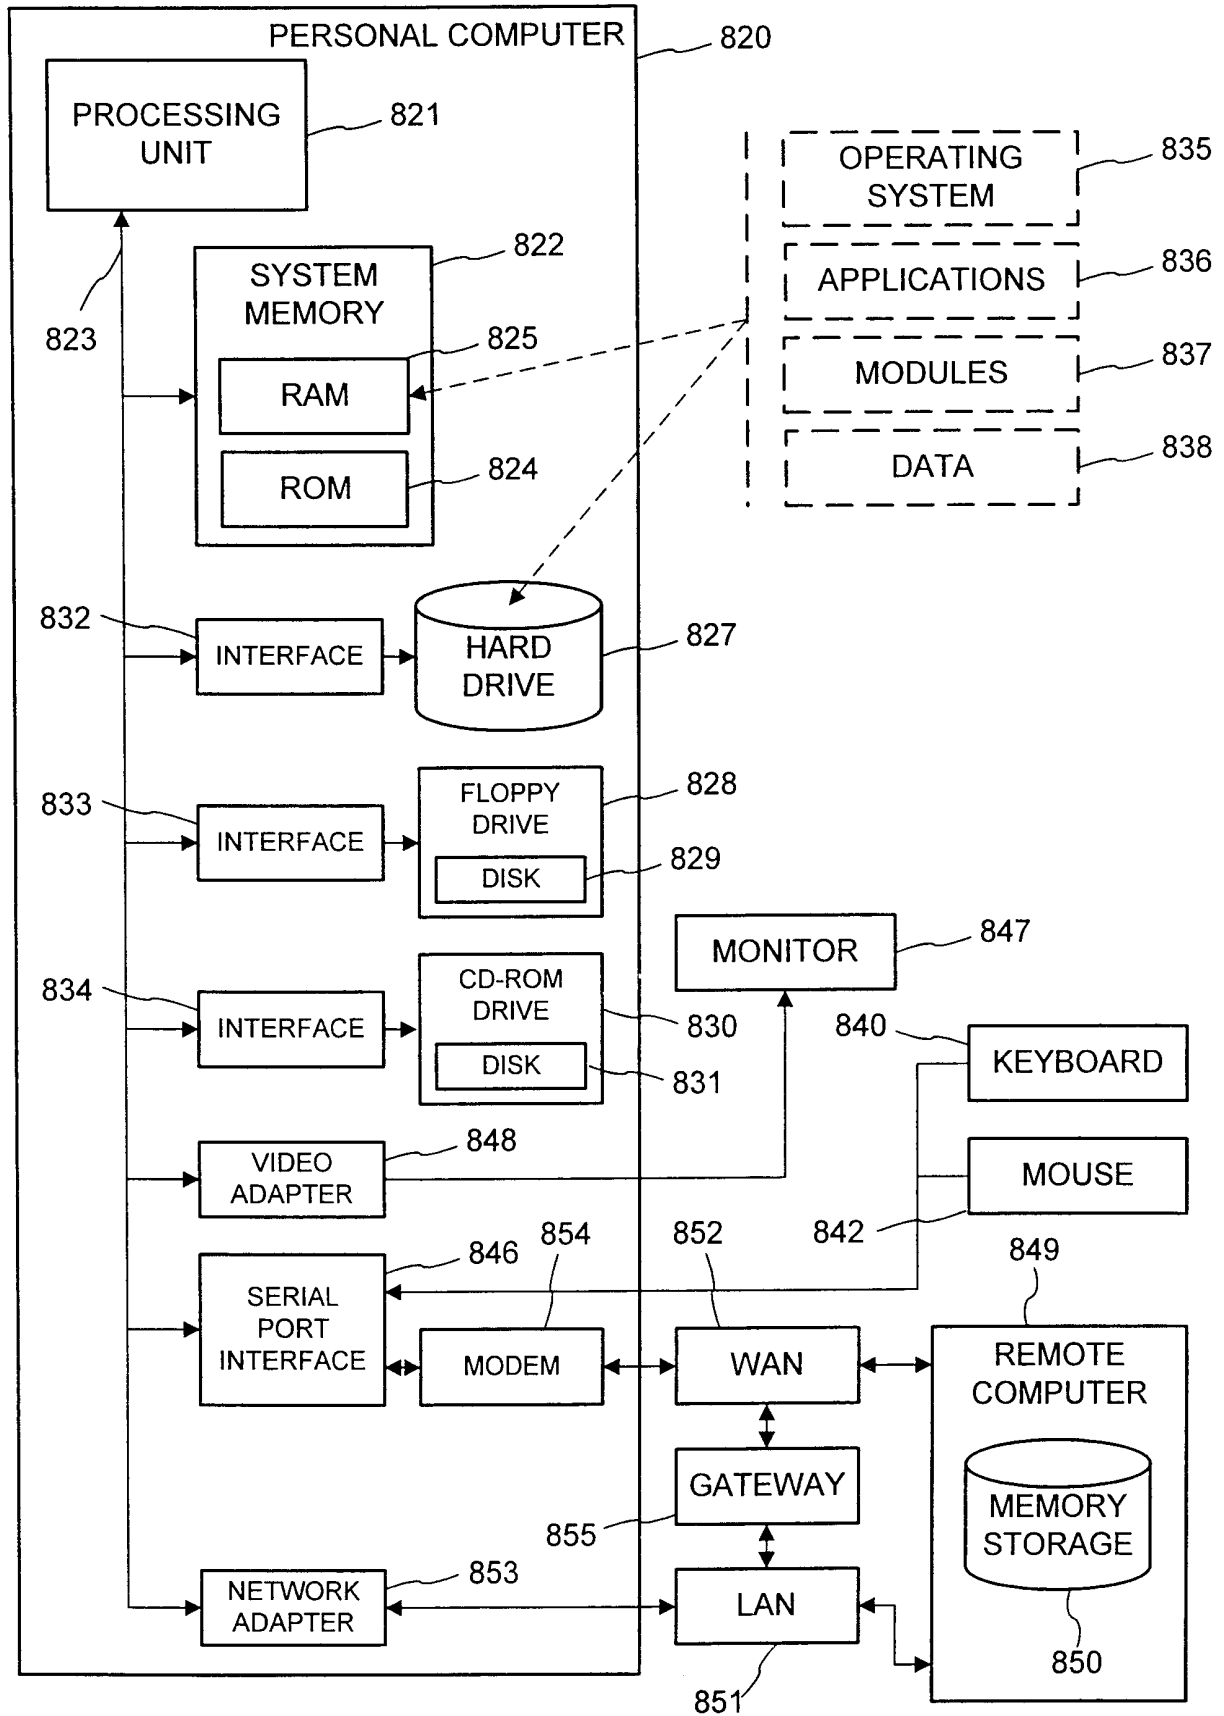 PERSONAL COMPUTER
820
PROCESSING
UNIT
821
823
SYSTEM
MEMORY
822
RAM
825
ROM
824
OPERATING
SYSTEM
835
APPLICATIONS
836
MODULES
837
DATA
838
832
INTERFACE
HARD
DRIVE
827
833
INTERFACE
FLOPPY
DRIVE
828
DISK
829
834
INTERFACE
CD-ROM
DRIVE
830
DISK
831
MONITOR
847
840
KEYBOARD
MOUSE
842
VIDEO
ADAPTER
848
SERIAL
PORT
INTERFACE
846
854
MODEM
852
WAN
849
REMOTE
COMPUTER
MEMORY
STORAGE
850
GATEWAY
855
NETWORK
ADAPTER
853
LAN
851